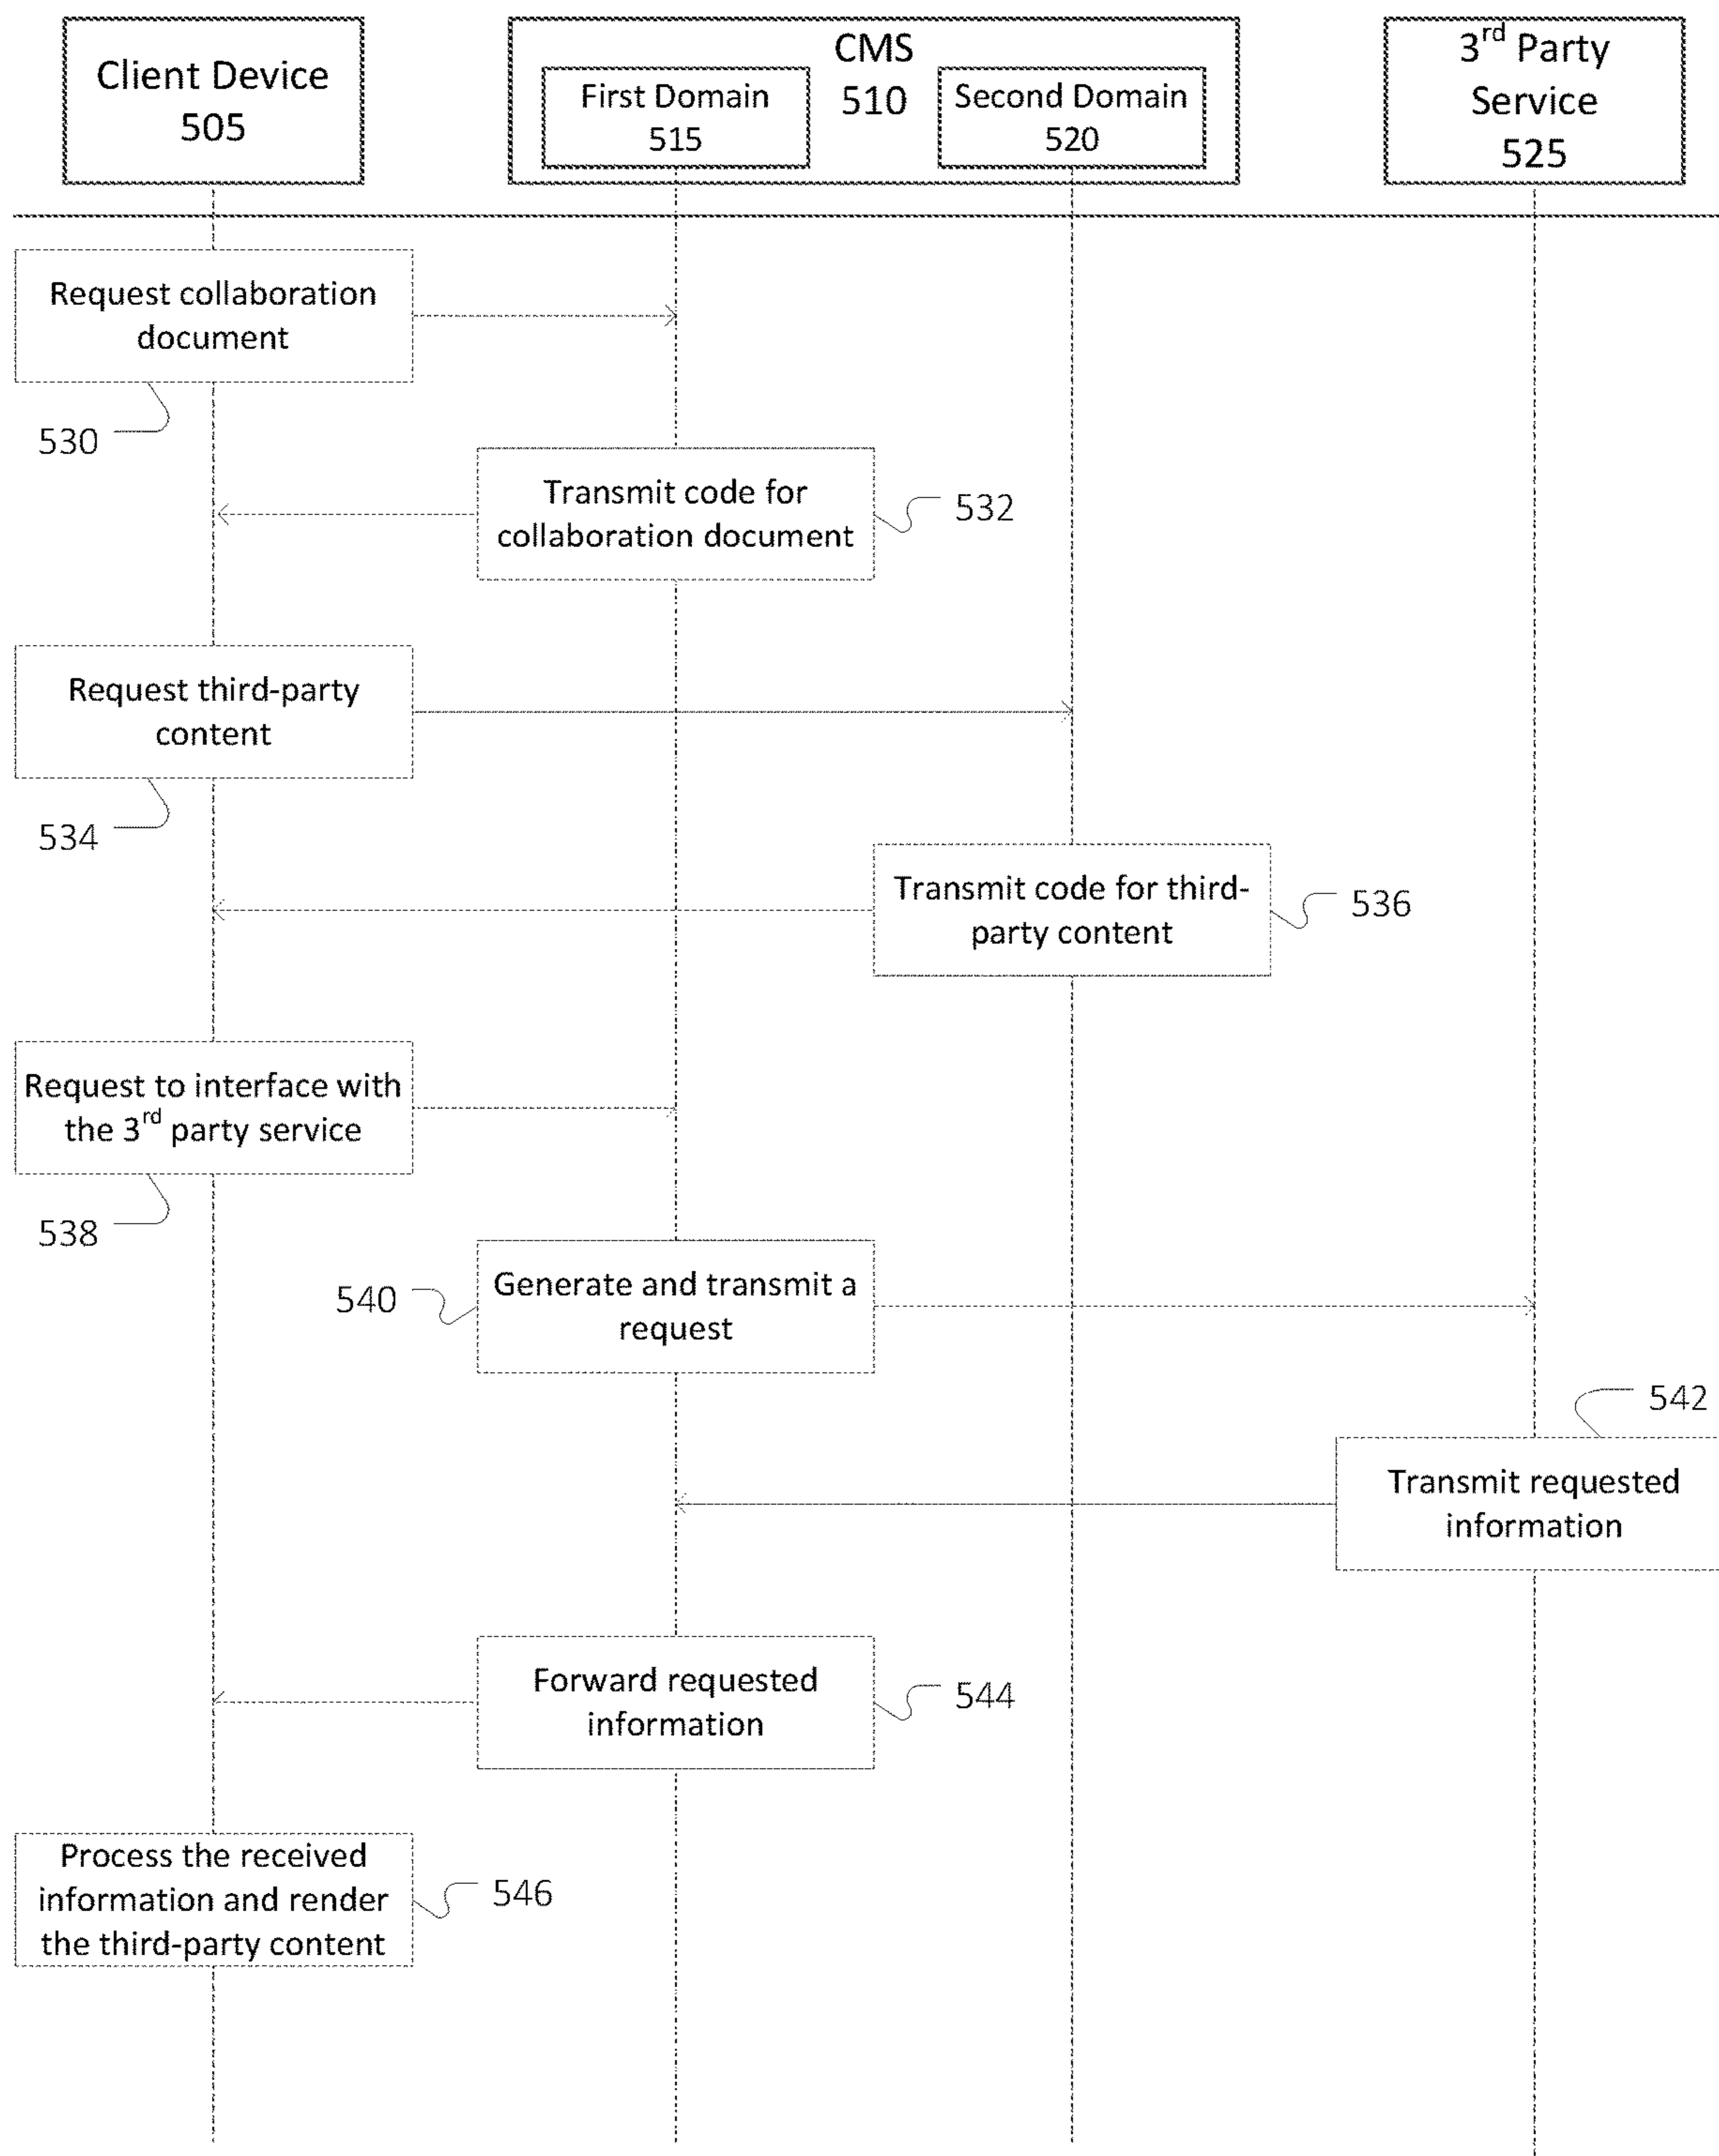 Client Device
505
CMS
510
First Domain
515
Second Domain
520
3rd Party
Service
525
Request collaboration
document
530
Transmit code for
collaboration document
532
Request third-party
content
534
Transmit code for third-
party content
536
Request to interface with
the 3rd party service
538
Generate and transmit a
request
540
542
Transmit requested
information
Forward requested
information
544
Process the received
information and render
the third-party content
546